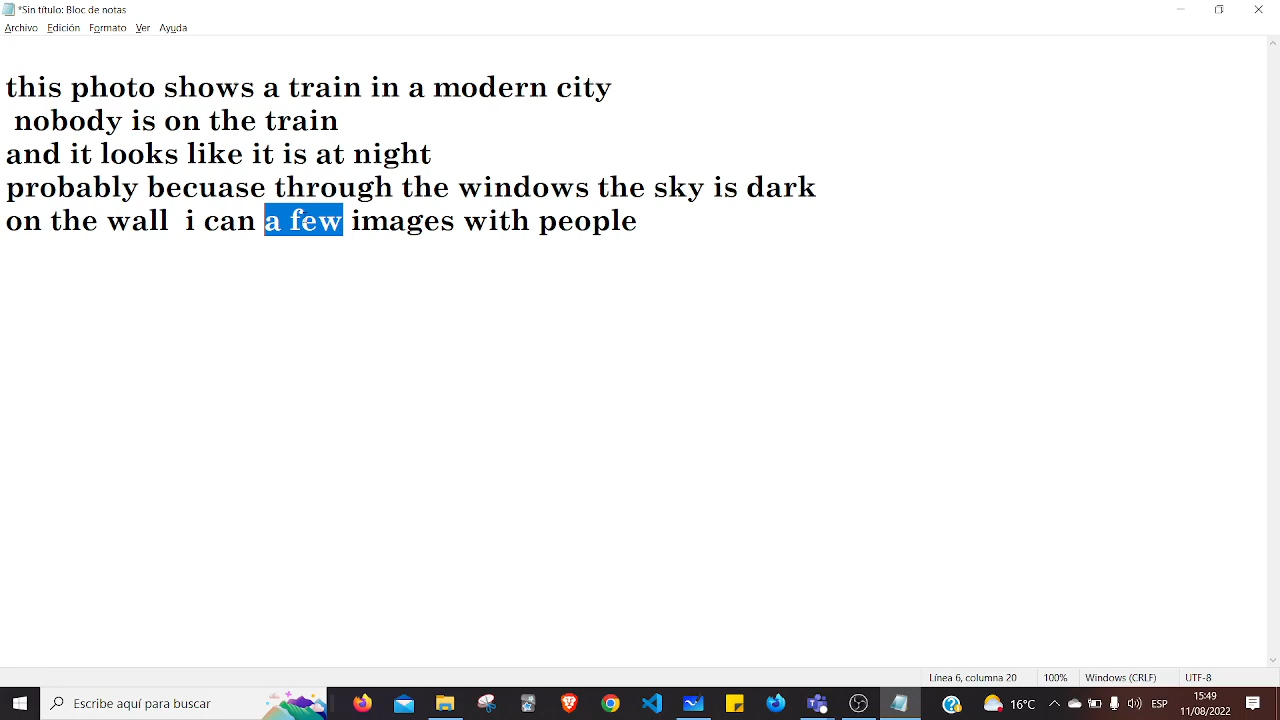 *Sin título: Bloc de notas
Archivo Edición Formato Ver Ayuda
this photo shows a train in a modern city
nobody is on the train
and it looks like it is at night
probably becuase through the windows the sky is dark
on the wall  i can a few images with people
Línea 6, columna 20 100% Windows (CRLF) UTF-8
Escribe aquí para buscar
16°C ESP 15:49
11/08/2022